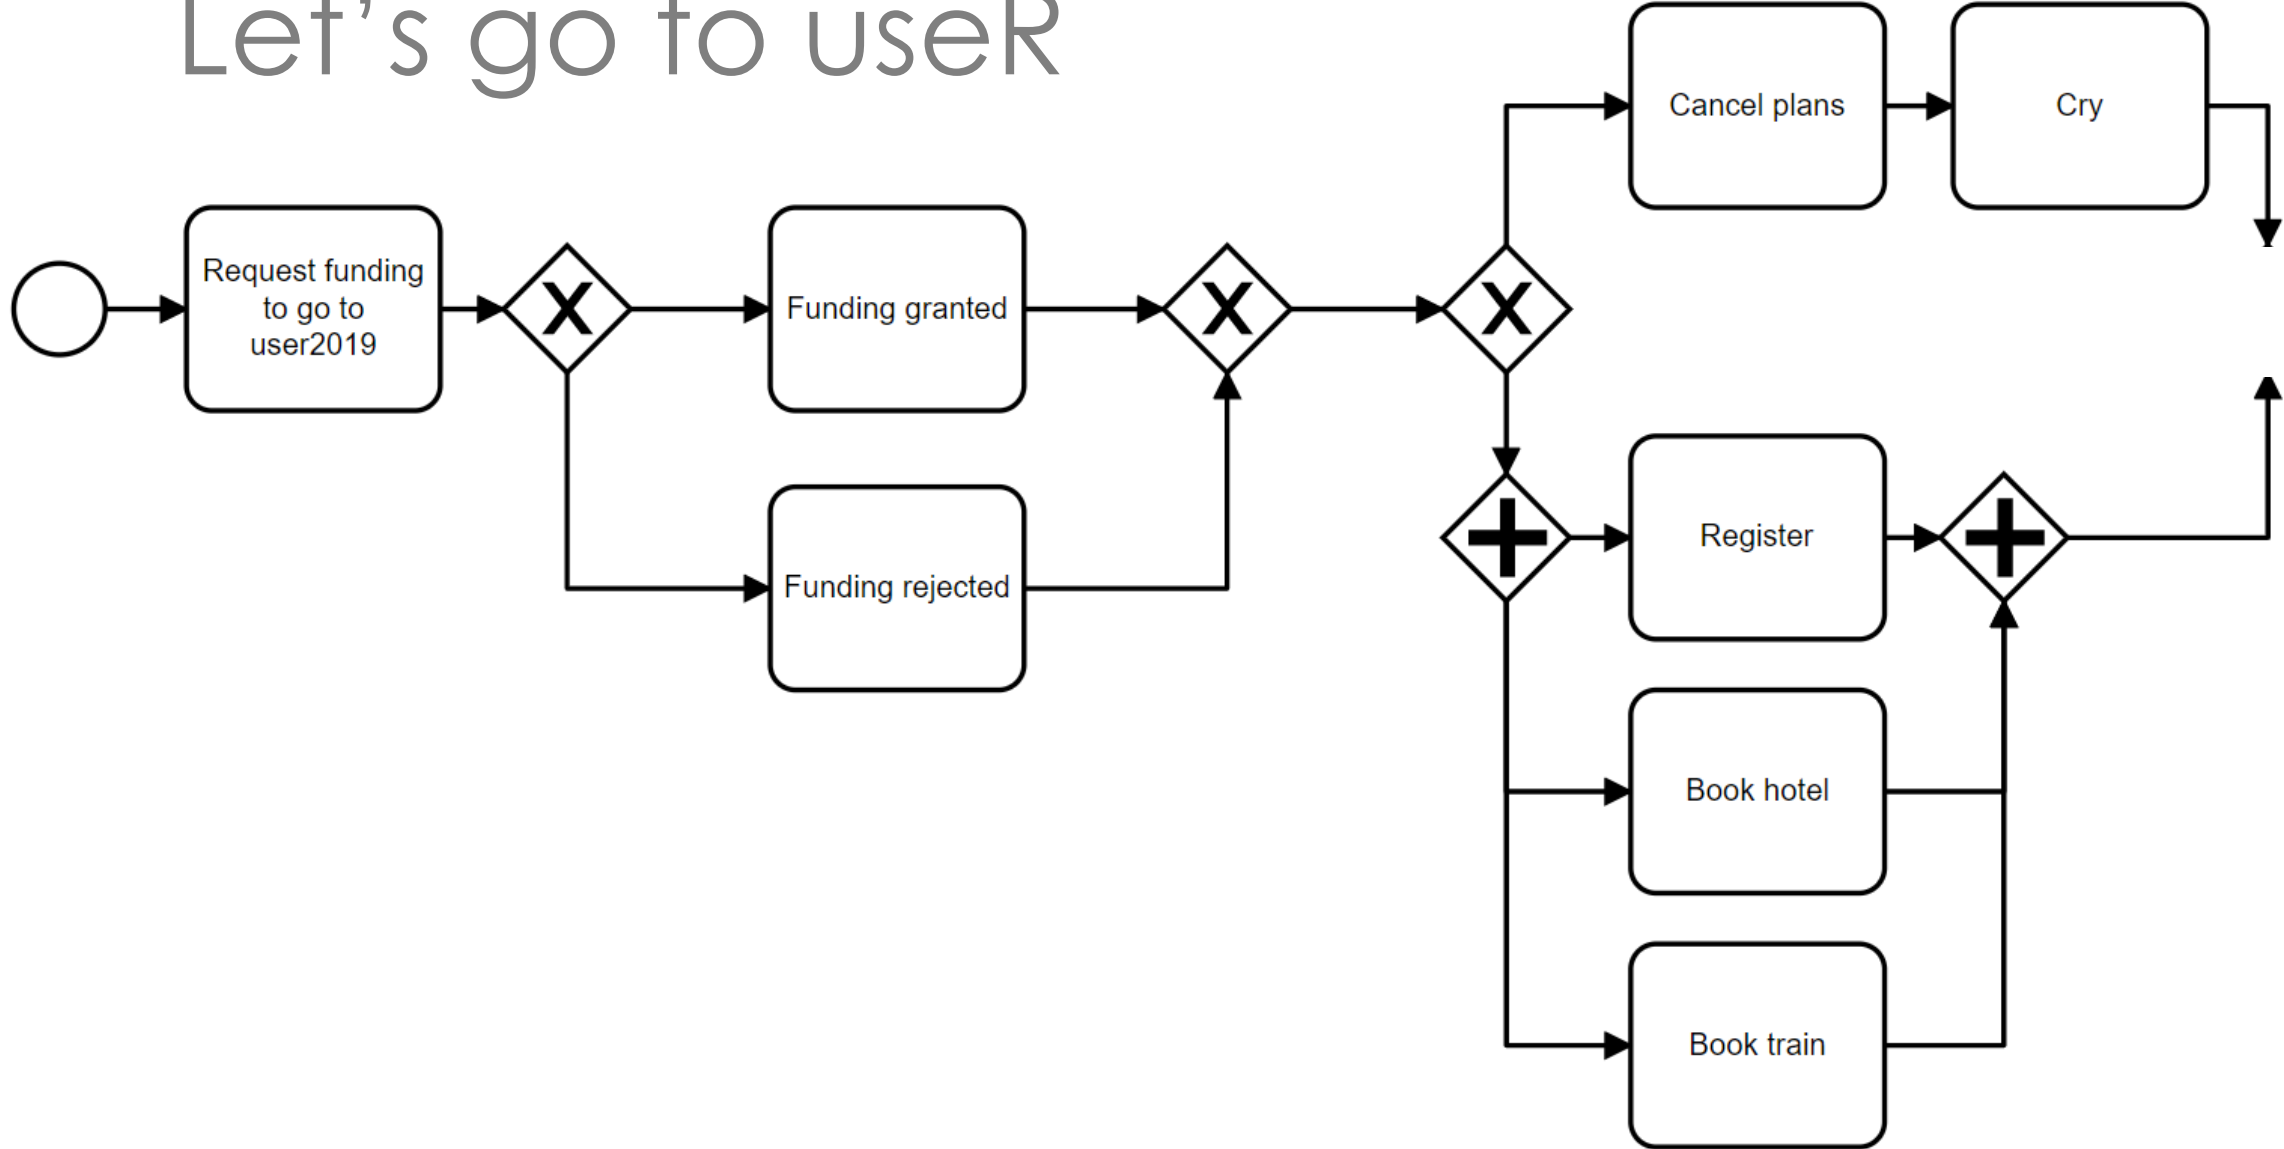 Let's go to useR
Cancel plans
Cry
Request funding
to go to
user2019
X
Funding granted
X
X
Funding rejected
Register
Book hotel
Book train